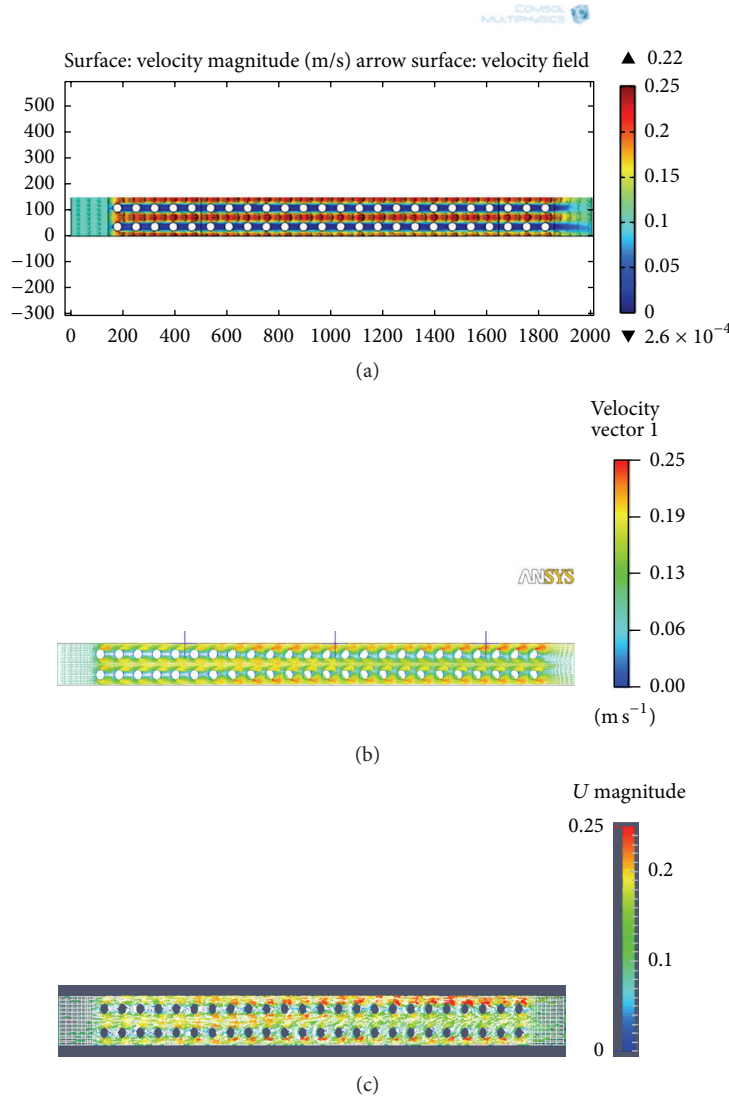 COMSOL
MULTIPHYSICS
Surface: velocity magnitude (m/s) arrow surface: velocity field
▲ 0.22
500
400
300
200
100
0
−100
−200
−300
0 200 400 600 800 1000 1200 1400 1600 1800 2000
0.25
0.2
0.15
0.1
0.05
0
▼ 2.6 × 10⁻⁴
(a)
Velocity
vector 1
0.25
0.19
0.13
0.06
0.00
(m s⁻¹)
ANSYS
(b)
U magnitude
0.25
0.2
0.1
0
(c)